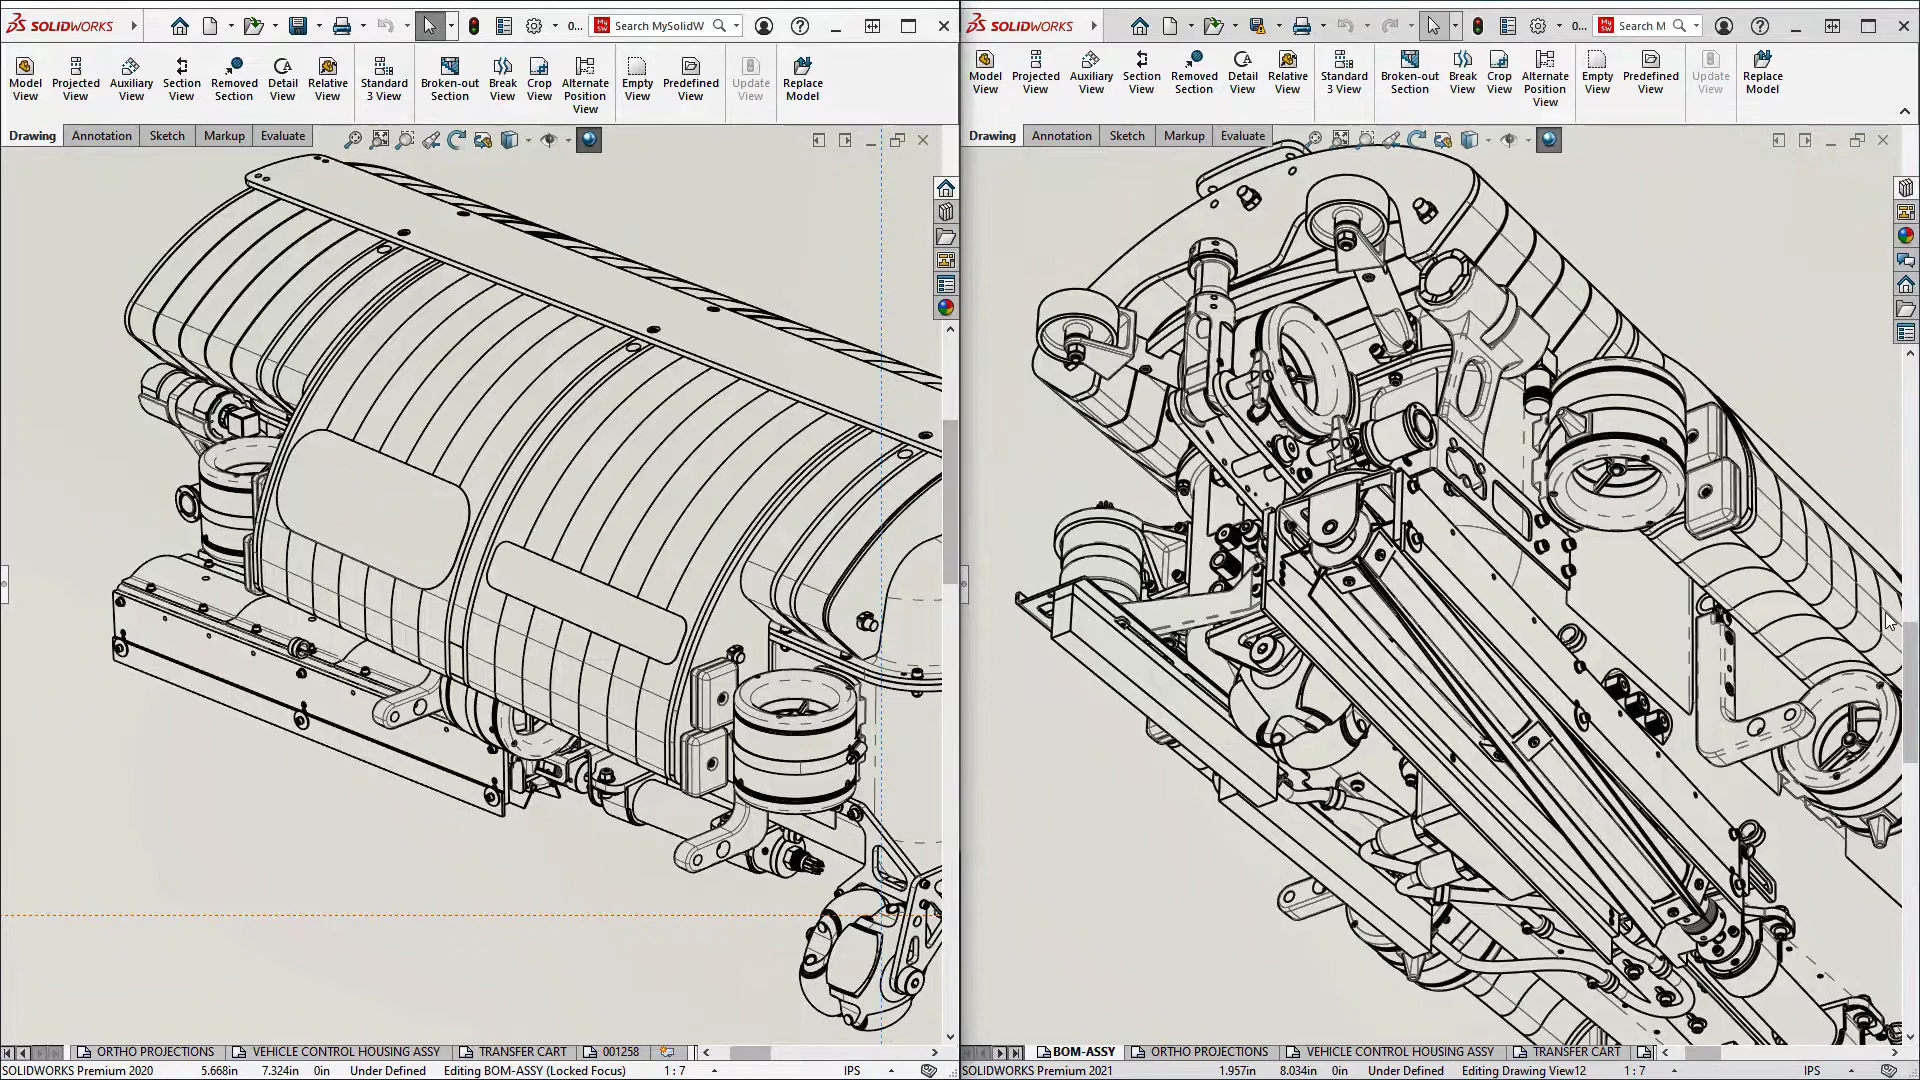 SOLIDWORKS
0...
Search MySolidW
Model View
Projected View
Auxiliary View
Section View
Removed Section
Detail View
Relative View
Standard 3 View
Broken-out Section
Break View
Crop View
Alternate Position View
Empty View
Predefined View
Update View
Replace Model
Drawing
Annotation
Sketch
Markup
Evaluate
ORTHO PROJECTIONS
VEHICLE CONTROL HOUSING ASSY
TRANSFER CART
001258
SOLIDWORKS Premium 2020
5.668in
7.324in
0in
Under Defined
Editing BOM-ASSY (Locked Focus)
1 : 7
IPS
SOLIDWORKS
0...
Search M
Model View
Projected View
Auxiliary View
Section View
Removed Section
Detail View
Relative View
Standard 3 View
Broken-out Section
Break View
Crop View
Alternate Position View
Empty View
Predefined View
Update View
Replace Model
Drawing
Annotation
Sketch
Markup
Evaluate
BOM-ASSY
ORTHO PROJECTIONS
VEHICLE CONTROL HOUSING ASSY
TRANSFER CART
SOLIDWORKS Premium 2021
1.957in
8.034in
0in
Under Defined
Editing Drawing View12
1 : 7
IPS